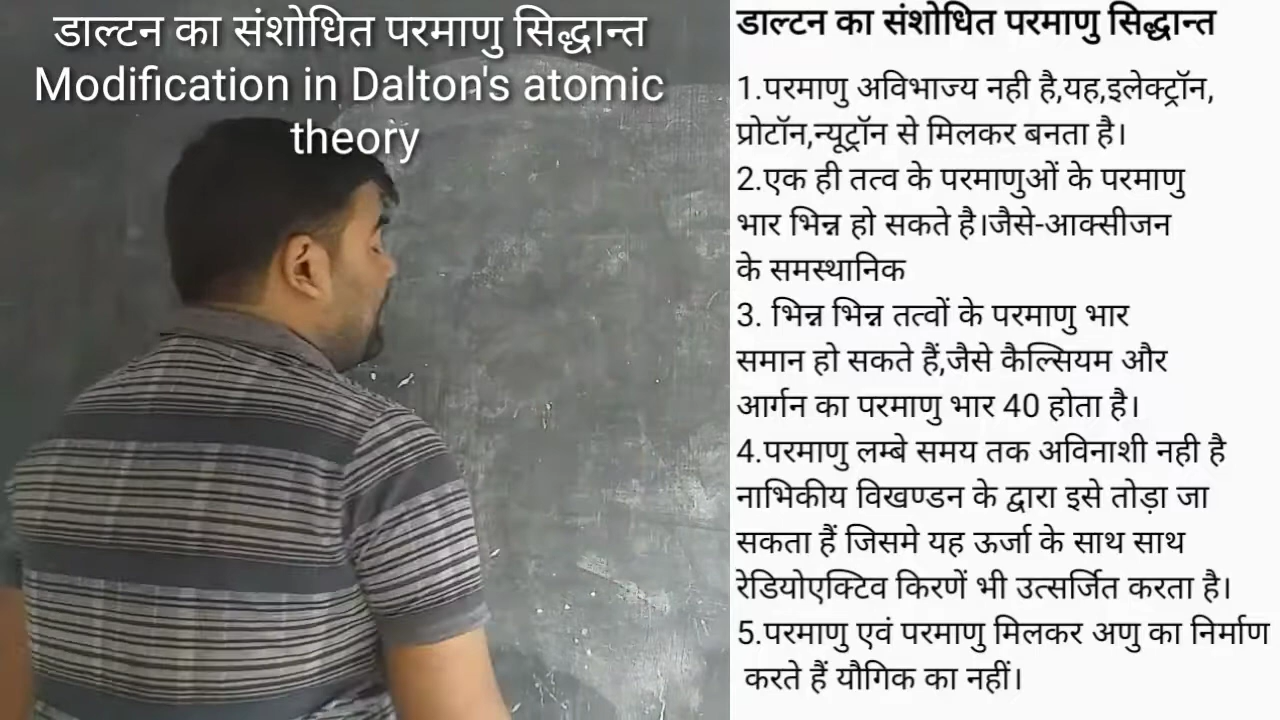 डाल्टन का संशोधित परमाणु सिद्धान्त
Modification in Dalton's atomic
theory
डाल्टन का संशोधित परमाणु सिद्धान्त
1.परमाणु अविभाज्य नही है,यह,इलेक्ट्रॉन,
प्रोटॉन,न्यूट्रॉन से मिलकर बनता है।
2.एक ही तत्व के परमाणुओं के परमाणु
भार भिन्न हो सकते है।जैसे-आक्सीजन
के समस्थानिक
3. भिन्न भिन्न तत्वों के परमाणु भार
समान हो सकते हैं,जैसे कैल्सियम और
आर्गन का परमाणु भार 40 होता है।
4.परमाणु लम्बे समय तक अविनाशी नही है
नाभिकीय विखण्डन के द्वारा इसे तोड़ा जा
सकता हैं जिसमे यह ऊर्जा के साथ साथ
रेडियोएक्टिव किरणें भी उत्सर्जित करता है।
5.परमाणु एवं परमाणु मिलकर अणु का निर्माण
करते हैं यौगिक का नहीं।